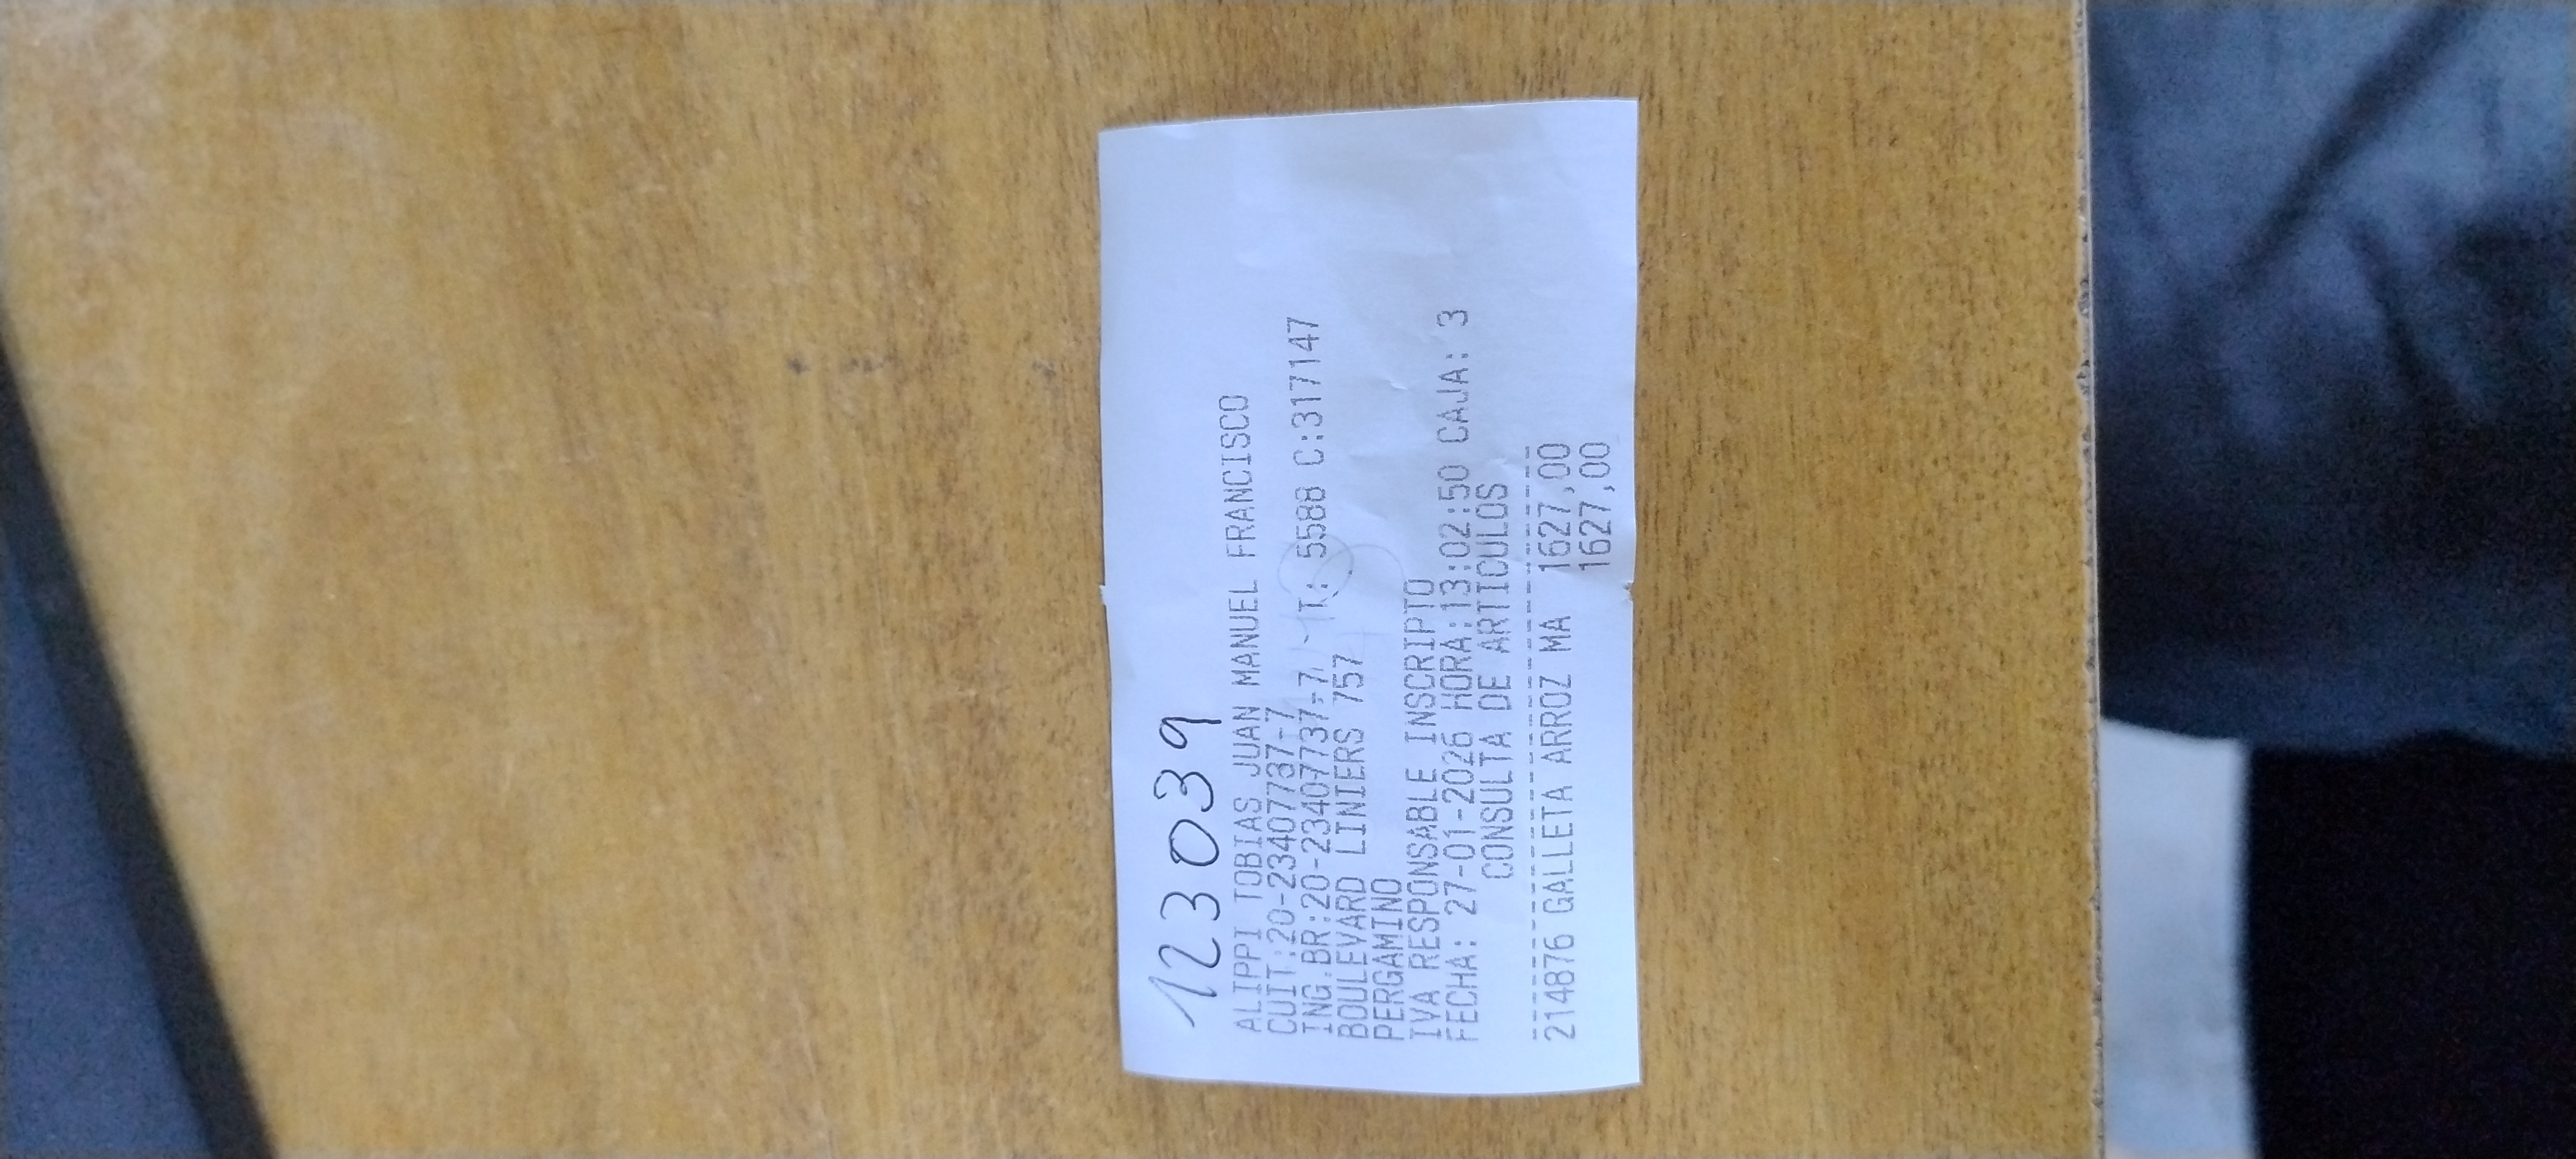 123039
ALIPPI TOBIAS JUAN MANUEL FRANCISCO
CUIT:20-23407737-7
ING.BR:20-23407737-7 T: 5588 C:317147
BOULEVARD LINIERS 757
PERGAMINO
IVA RESPONSABLE INSCRIPTO
FECHA: 27-01-2026 HORA:13:02:50 CAJA: 3
CONSULTA DE ARTICULOS
214876 GALLETA ARROZ MA 1627,00
1627,00